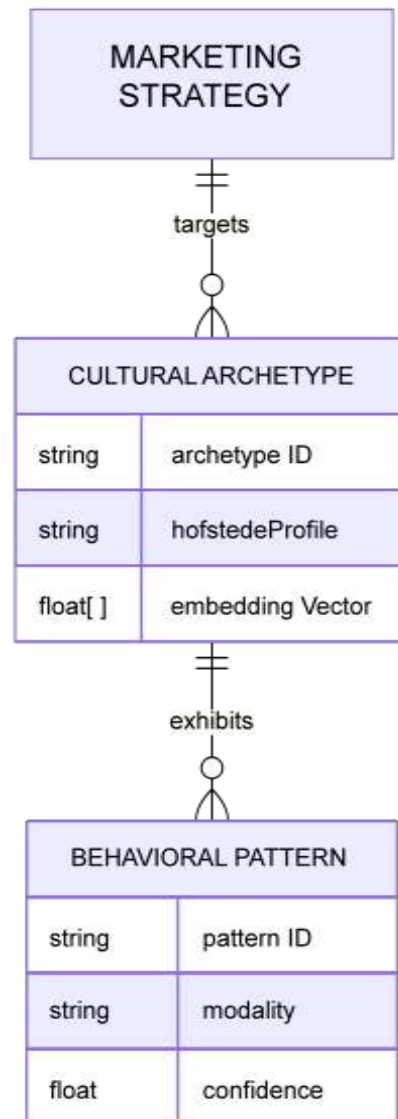 MARKETING
STRATEGY
targets
CULTURAL ARCHETYPE
string archetype ID
string hofstedeProfile
float[ ] embedding Vector
exhibits
BEHAVIORAL PATTERN
string pattern ID
string modality
float confidence